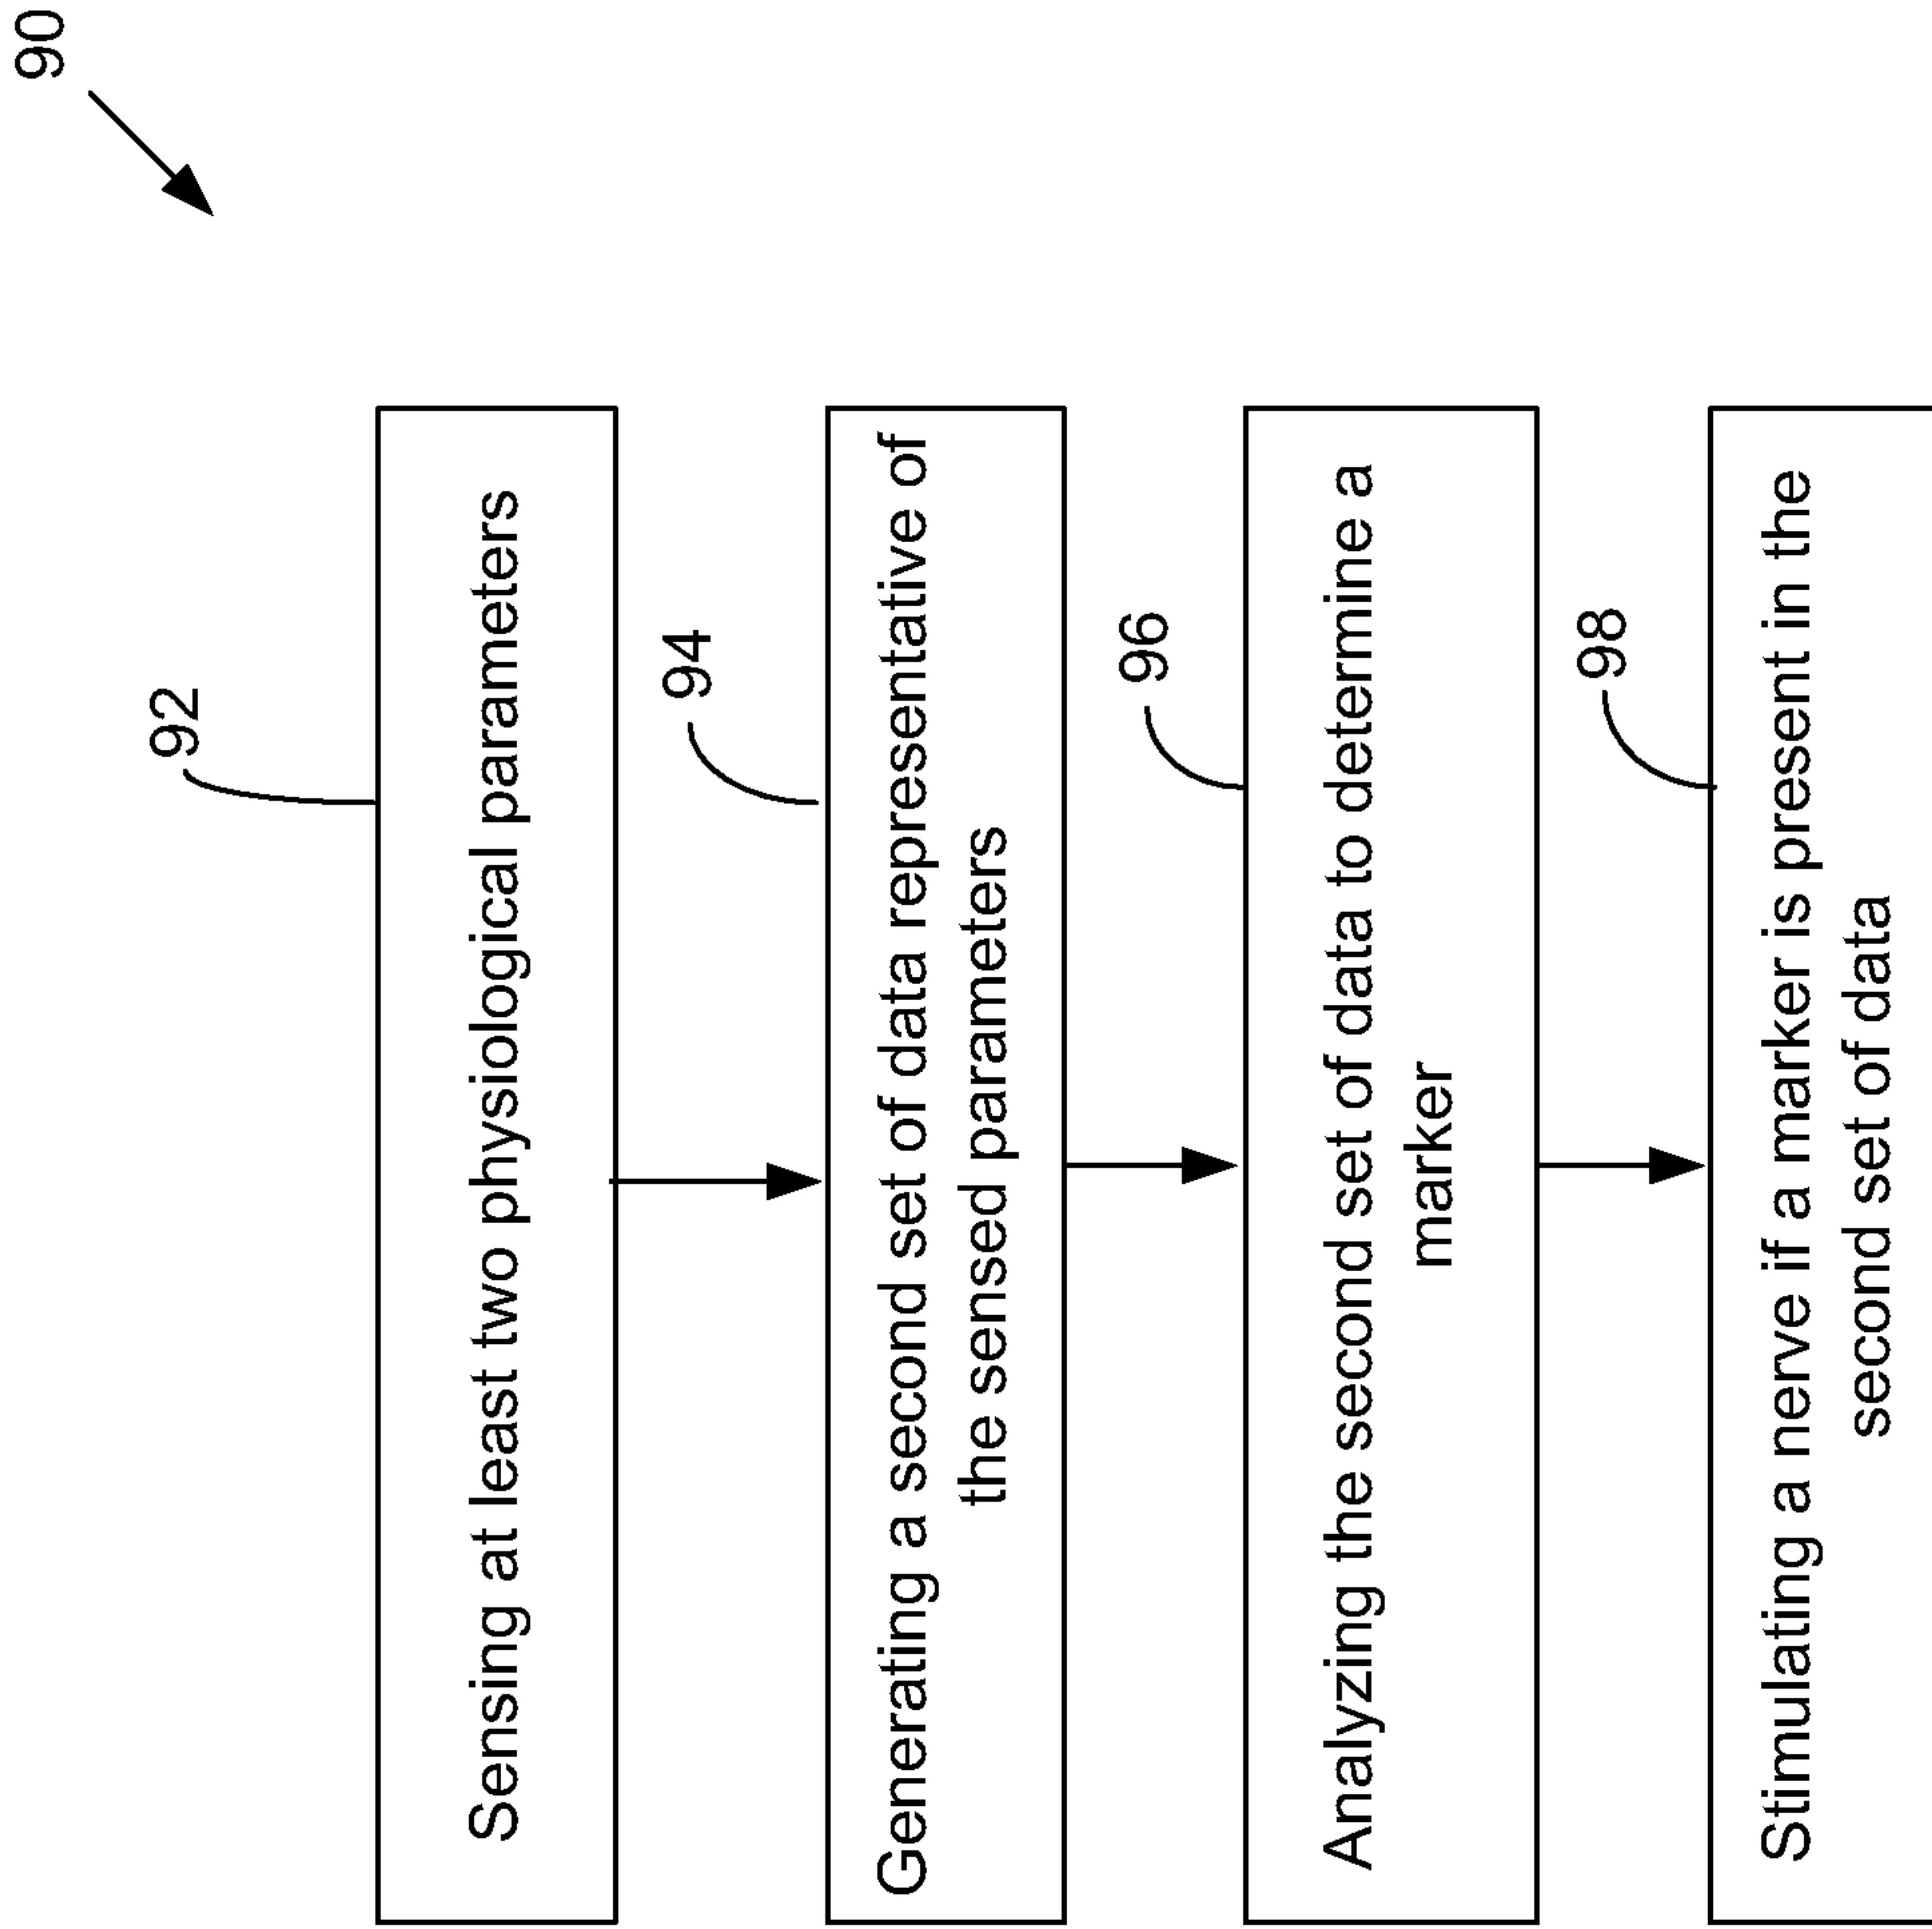 90
92
Sensing at least two physiological parameters
94
Generating a second set of data representative of
the sensed parameters
96
Analyzing the second set of data to determine a
marker
98
Stimulating a nerve if a marker is present in the
second set of data